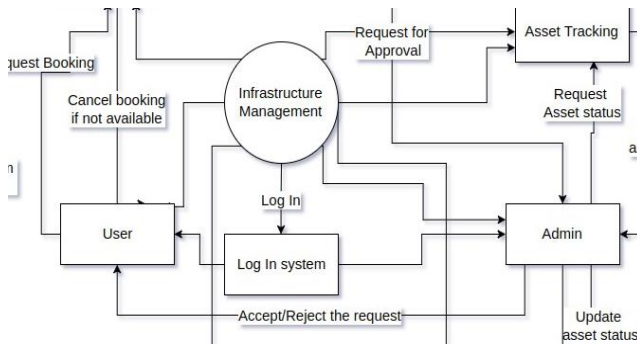 Request for
Approval
Asset Tracking
quest Booking
Infrastructure
Management
Cancel booking
if not available
Request
Asset status
Log In
User
Admin
Log In system
Accept/Reject the request
Update
asset status